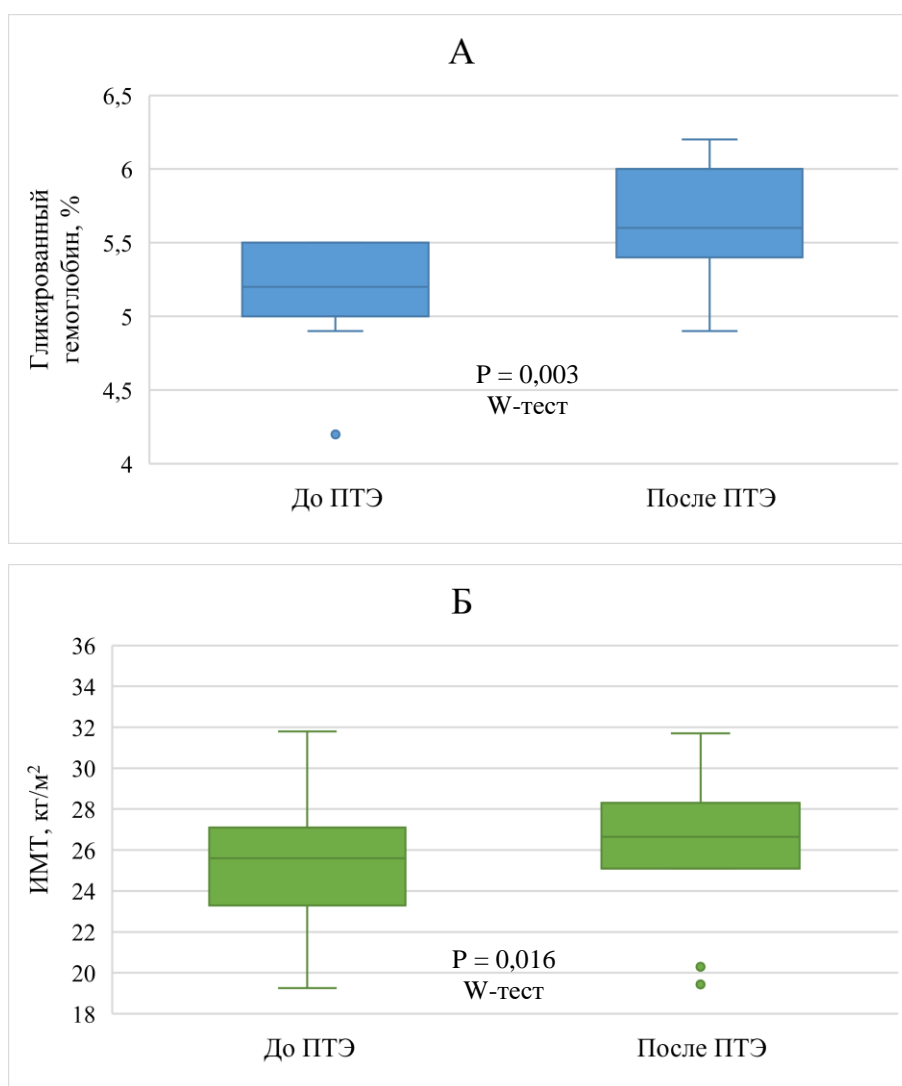 А
6,5
6
5,5
5
4,5
4
Гликированный
гемоглобин, %
P = 0,003
W-тест
До ПТЭ
После ПТЭ
Б
36
34
32
30
28
26
24
22
20
18
ИМТ, кг/м²
P = 0,016
W-тест
До ПТЭ
После ПТЭ